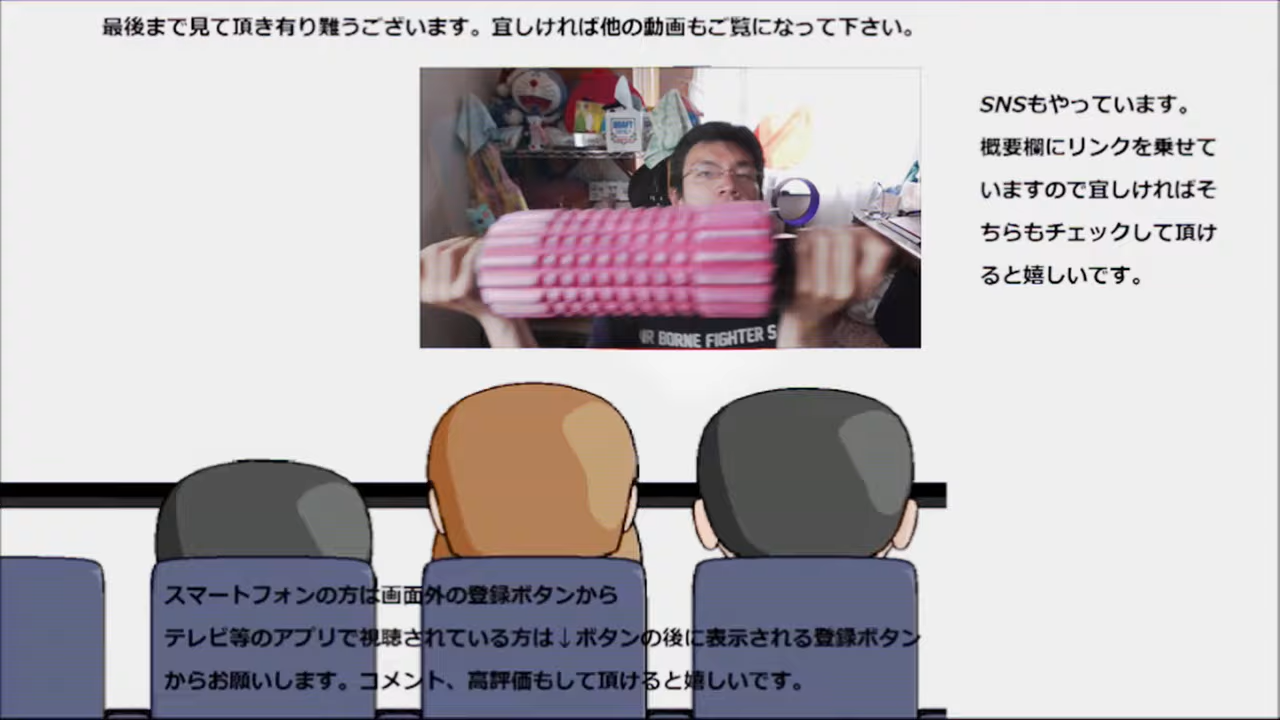 最後まで見て頂き有り難うございます。宜しければ他の動画もご覧になって下さい。
SNSもやっています。
概要欄にリンクを乗せて
いますので宜しければそ
ちらもチェックして頂け
ると嬉しいです。
BORNE FIGHTER S
スマートフォンの方は画面外の登録ボタンから
テレビ等のアプリで視聴されている方は↓ボタンの後に表示される登録ボタン
からお願いします。コメント、高評価もして頂けると嬉しいです。